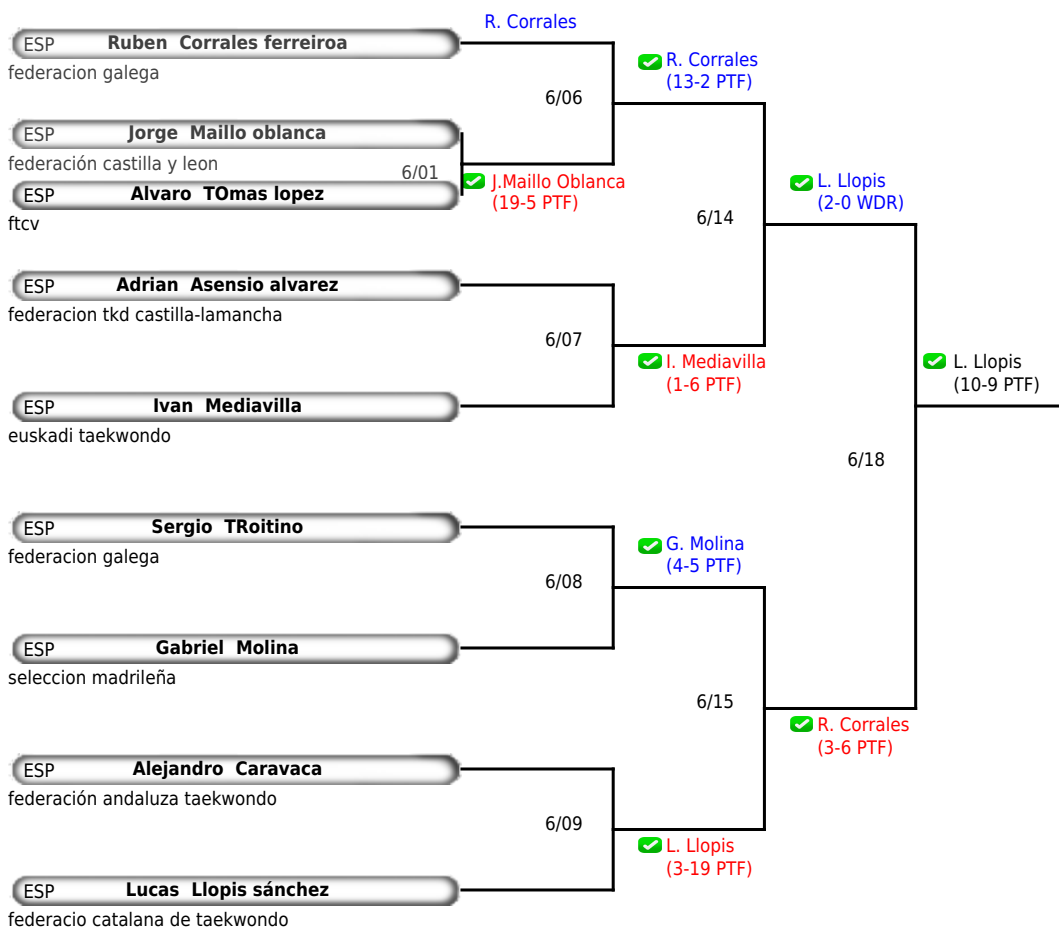 R. Corrales
ESP Ruben Corrales ferreiroa
federacion galega
R. Corrales
(13-2 PTF)
6/06
ESP Jorge Maillo oblanca
federación castilla y leon
6/01
J.Maillo Oblanca
(19-5 PTF)
ESP Alvaro TOmas lopez
ftcv
L. Llopis
(2-0 WDR)
6/14
ESP Adrian Asensio alvarez
federacion tkd castilla-lamancha
6/07
I. Mediavilla
(1-6 PTF)
L. Llopis
(10-9 PTF)
ESP Ivan Mediavilla
euskadi taekwondo
6/18
ESP Sergio TRoitino
federacion galega
G. Molina
(4-5 PTF)
6/08
ESP Gabriel Molina
seleccion madrileña
6/15
R. Corrales
(3-6 PTF)
ESP Alejandro Caravaca
federación andaluza taekwondo
6/09
L. Llopis
(3-19 PTF)
ESP Lucas Llopis sánchez
federacio catalana de taekwondo